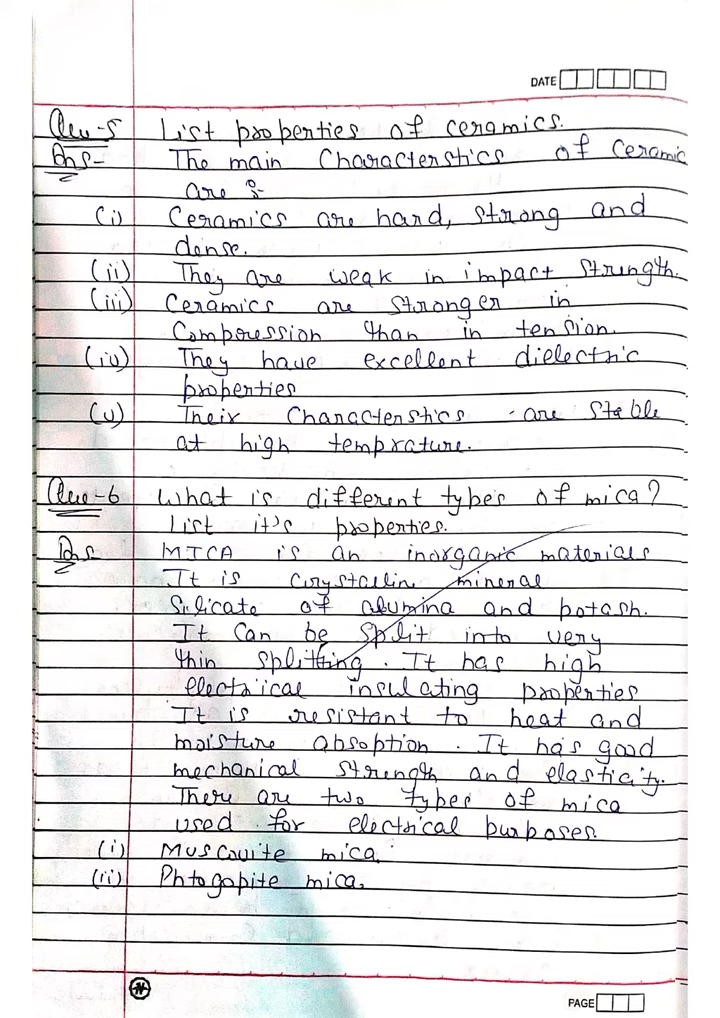 DATE
Que-5 List properties of ceramics.
Ans- The main Characterstics of Ceramic
are :-
(i) Ceramics are hard, strong and
dense.
(ii) They are weak in impact strength.
(iii) Ceramics are stronger in
Compression than in tension.
(iv) They have excellent dielectric
properties
(v) Their Characterstics are stable
at high temprature.
Que-6 What is different types of mica?
List it's properties.
Ans MICA is an inorganic materials
It is Crystallin mineral
Silicate of alumina and potash.
It Can be split into very
thin splitting. It has high
electrical insulating properties
It is resistant to heat and
moisture absoption. It has good
mechanical strength and elasticity.
There are two types of mica
used for electrical purposes.
(i) Muscovite mica.
(ii) Phtogopite mica.
N
PAGE